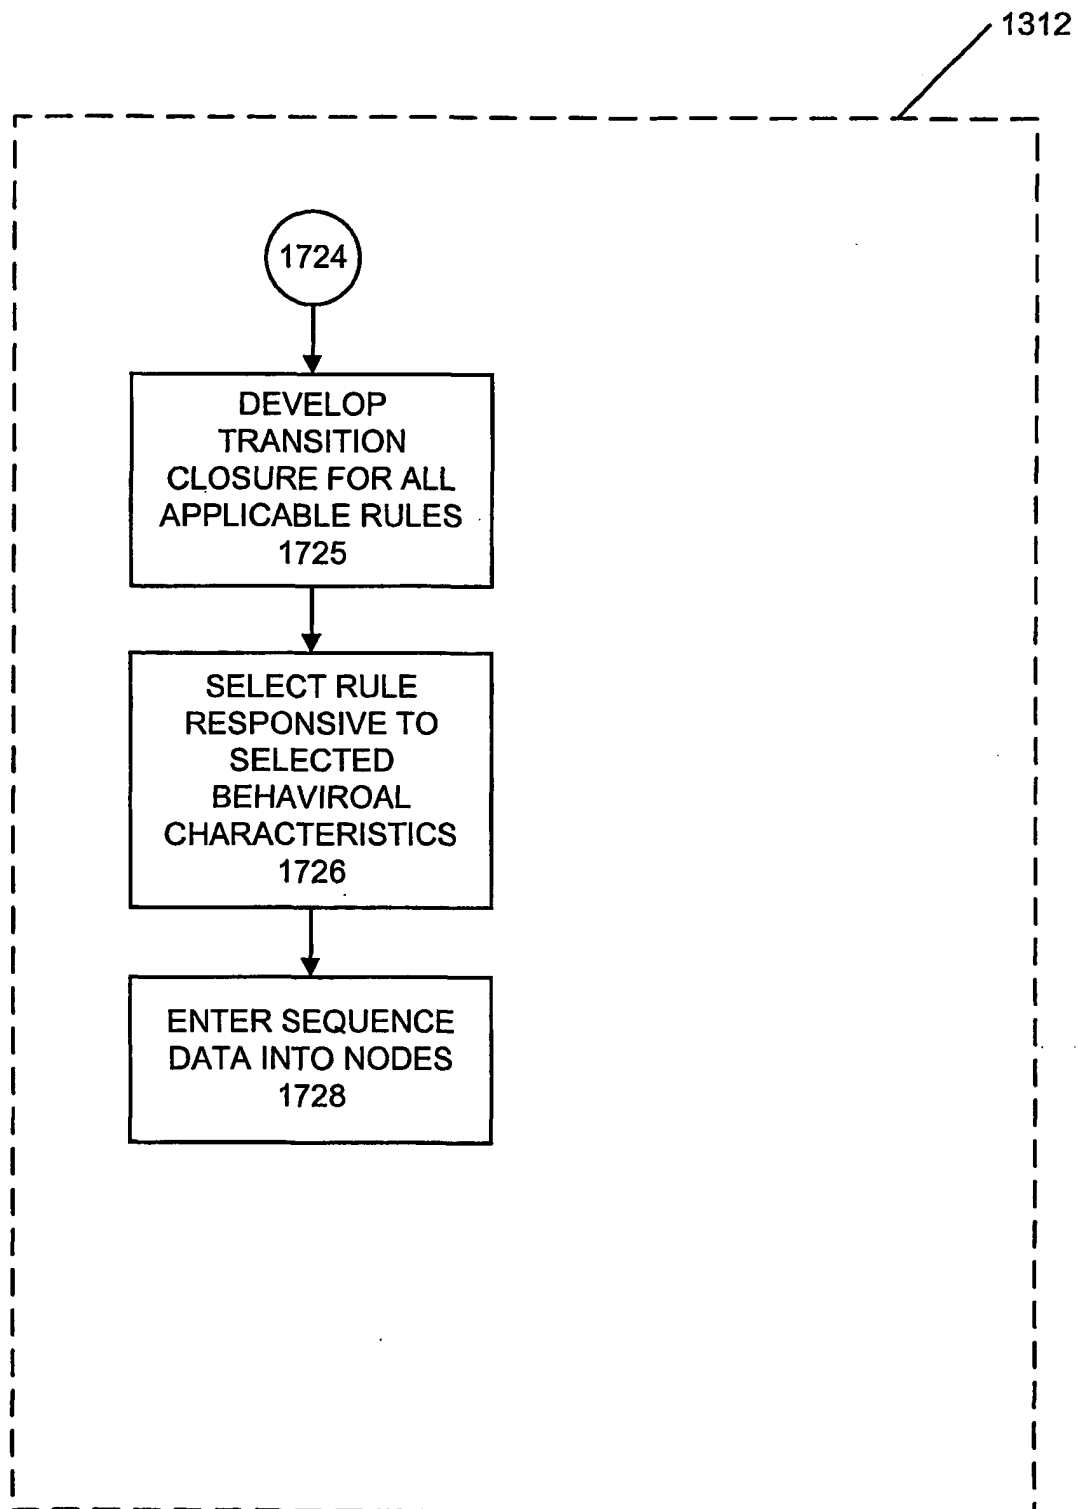 1312
1724
DEVELOP
TRANSITION
CLOSURE FOR ALL
APPLICABLE RULES
1725
SELECT RULE
RESPONSIVE TO
SELECTED
BEHAVIROAL
CHARACTERISTICS
1726
ENTER SEQUENCE
DATA INTO NODES
1728